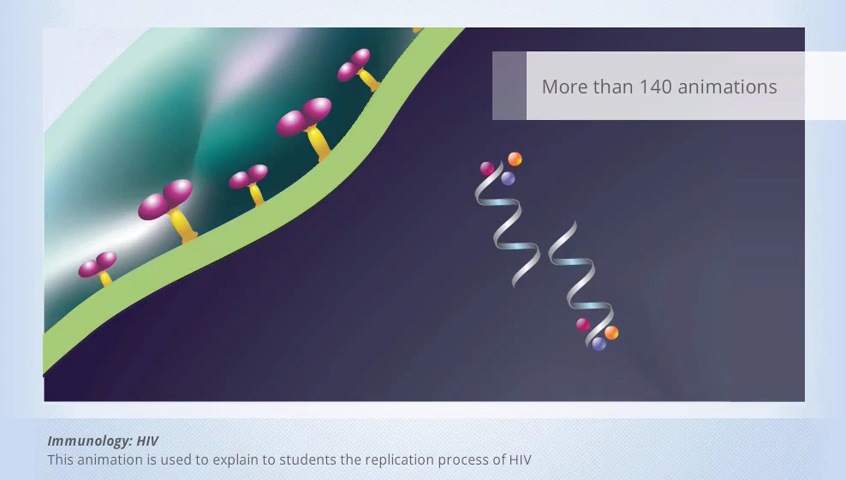 More than 140 animations
Immunology: HIV
This animation is used to explain to students the replication process of HIV